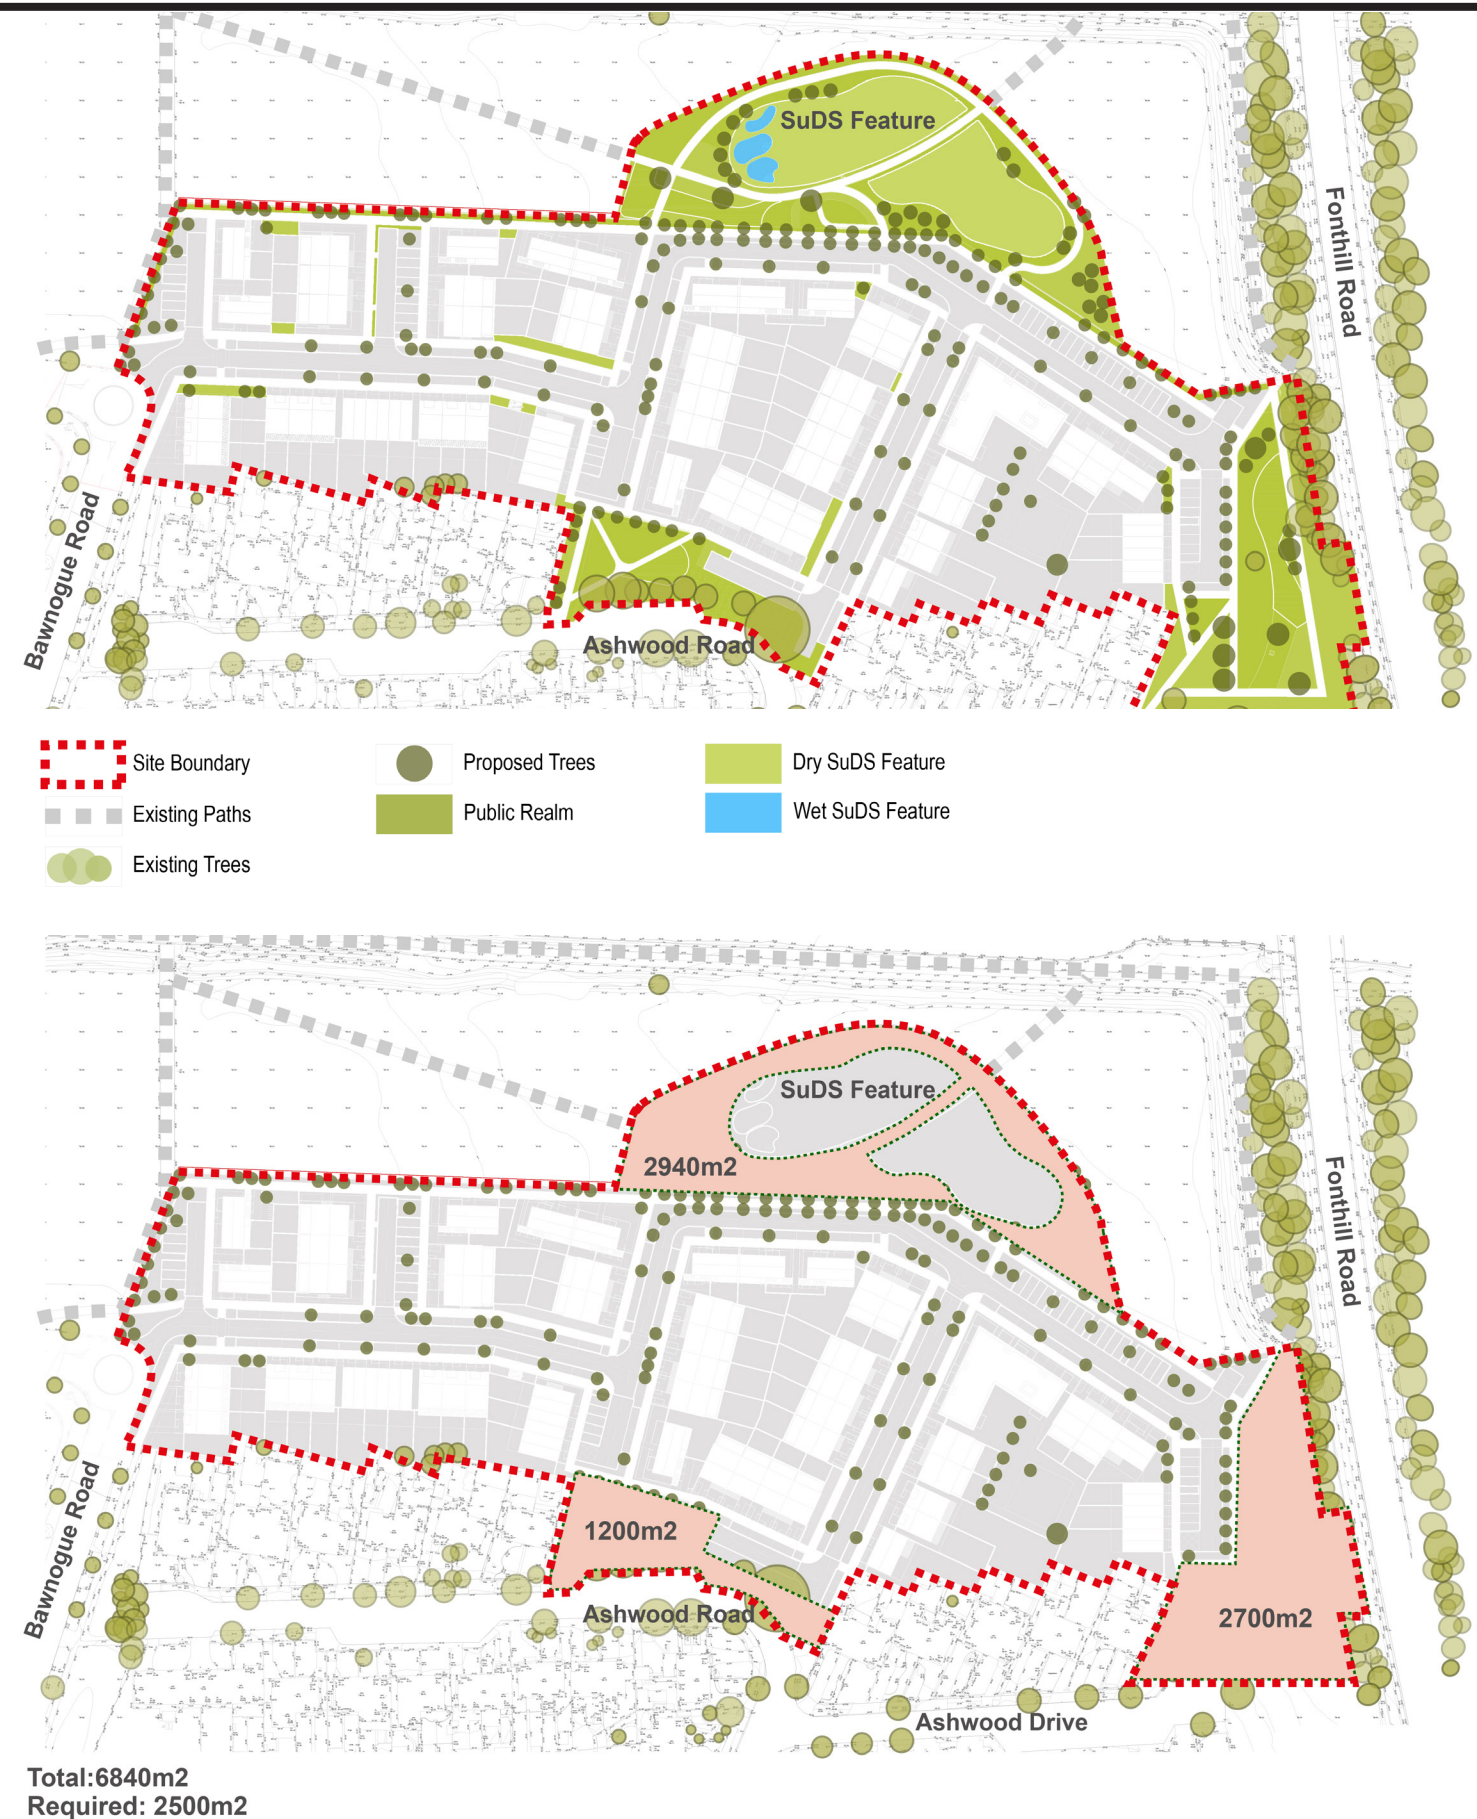 SuDS Feature
Fonthill Road
Bawnogue Road
Ashwood Road
Site Boundary
Proposed Trees
Dry SuDS Feature
Existing Paths
Public Realm
Wet SuDS Feature
Existing Trees
SuDS Feature
2940m2
Fonthill Road
1200m2
Bawnogue Road
Ashwood Road
2700m2
Ashwood Drive
Total:6840m2
Required: 2500m2